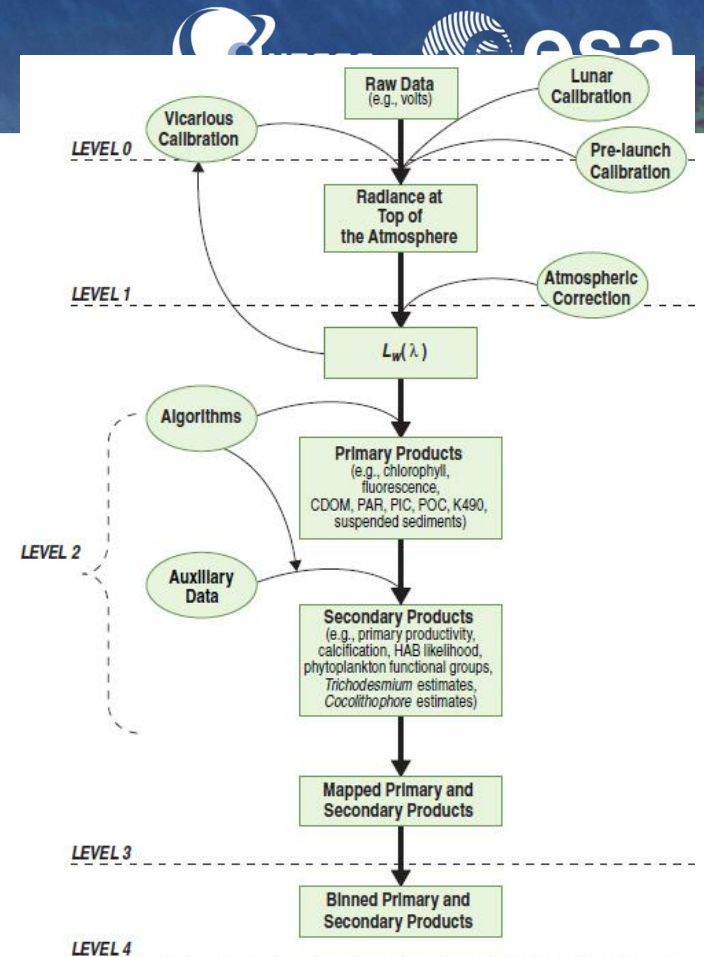 esa
Raw Data
(e.g., volts)
Lunar
Calibration
Vicarious
Calibration
LEVEL 0
Pre-launch
Calibration
Radiance at
Top of
the Atmosphere
LEVEL 1
Atmospheric
Correction
Lw(λ)
Algorithms
Primary Products
(e.g., chlorophyll,
fluorescence,
CDOM, PAR, PIC, POC, K490,
suspended sediments)
LEVEL 2
Auxiliary
Data
Secondary Products
(e.g., primary productivity,
calcification, HAB likelihood,
phytoplankton functional groups,
Trichodesmium estimates,
Cocolithophore estimates)
Mapped Primary and
Secondary Products
LEVEL 3
Binned Primary and
Secondary Products
LEVEL 4